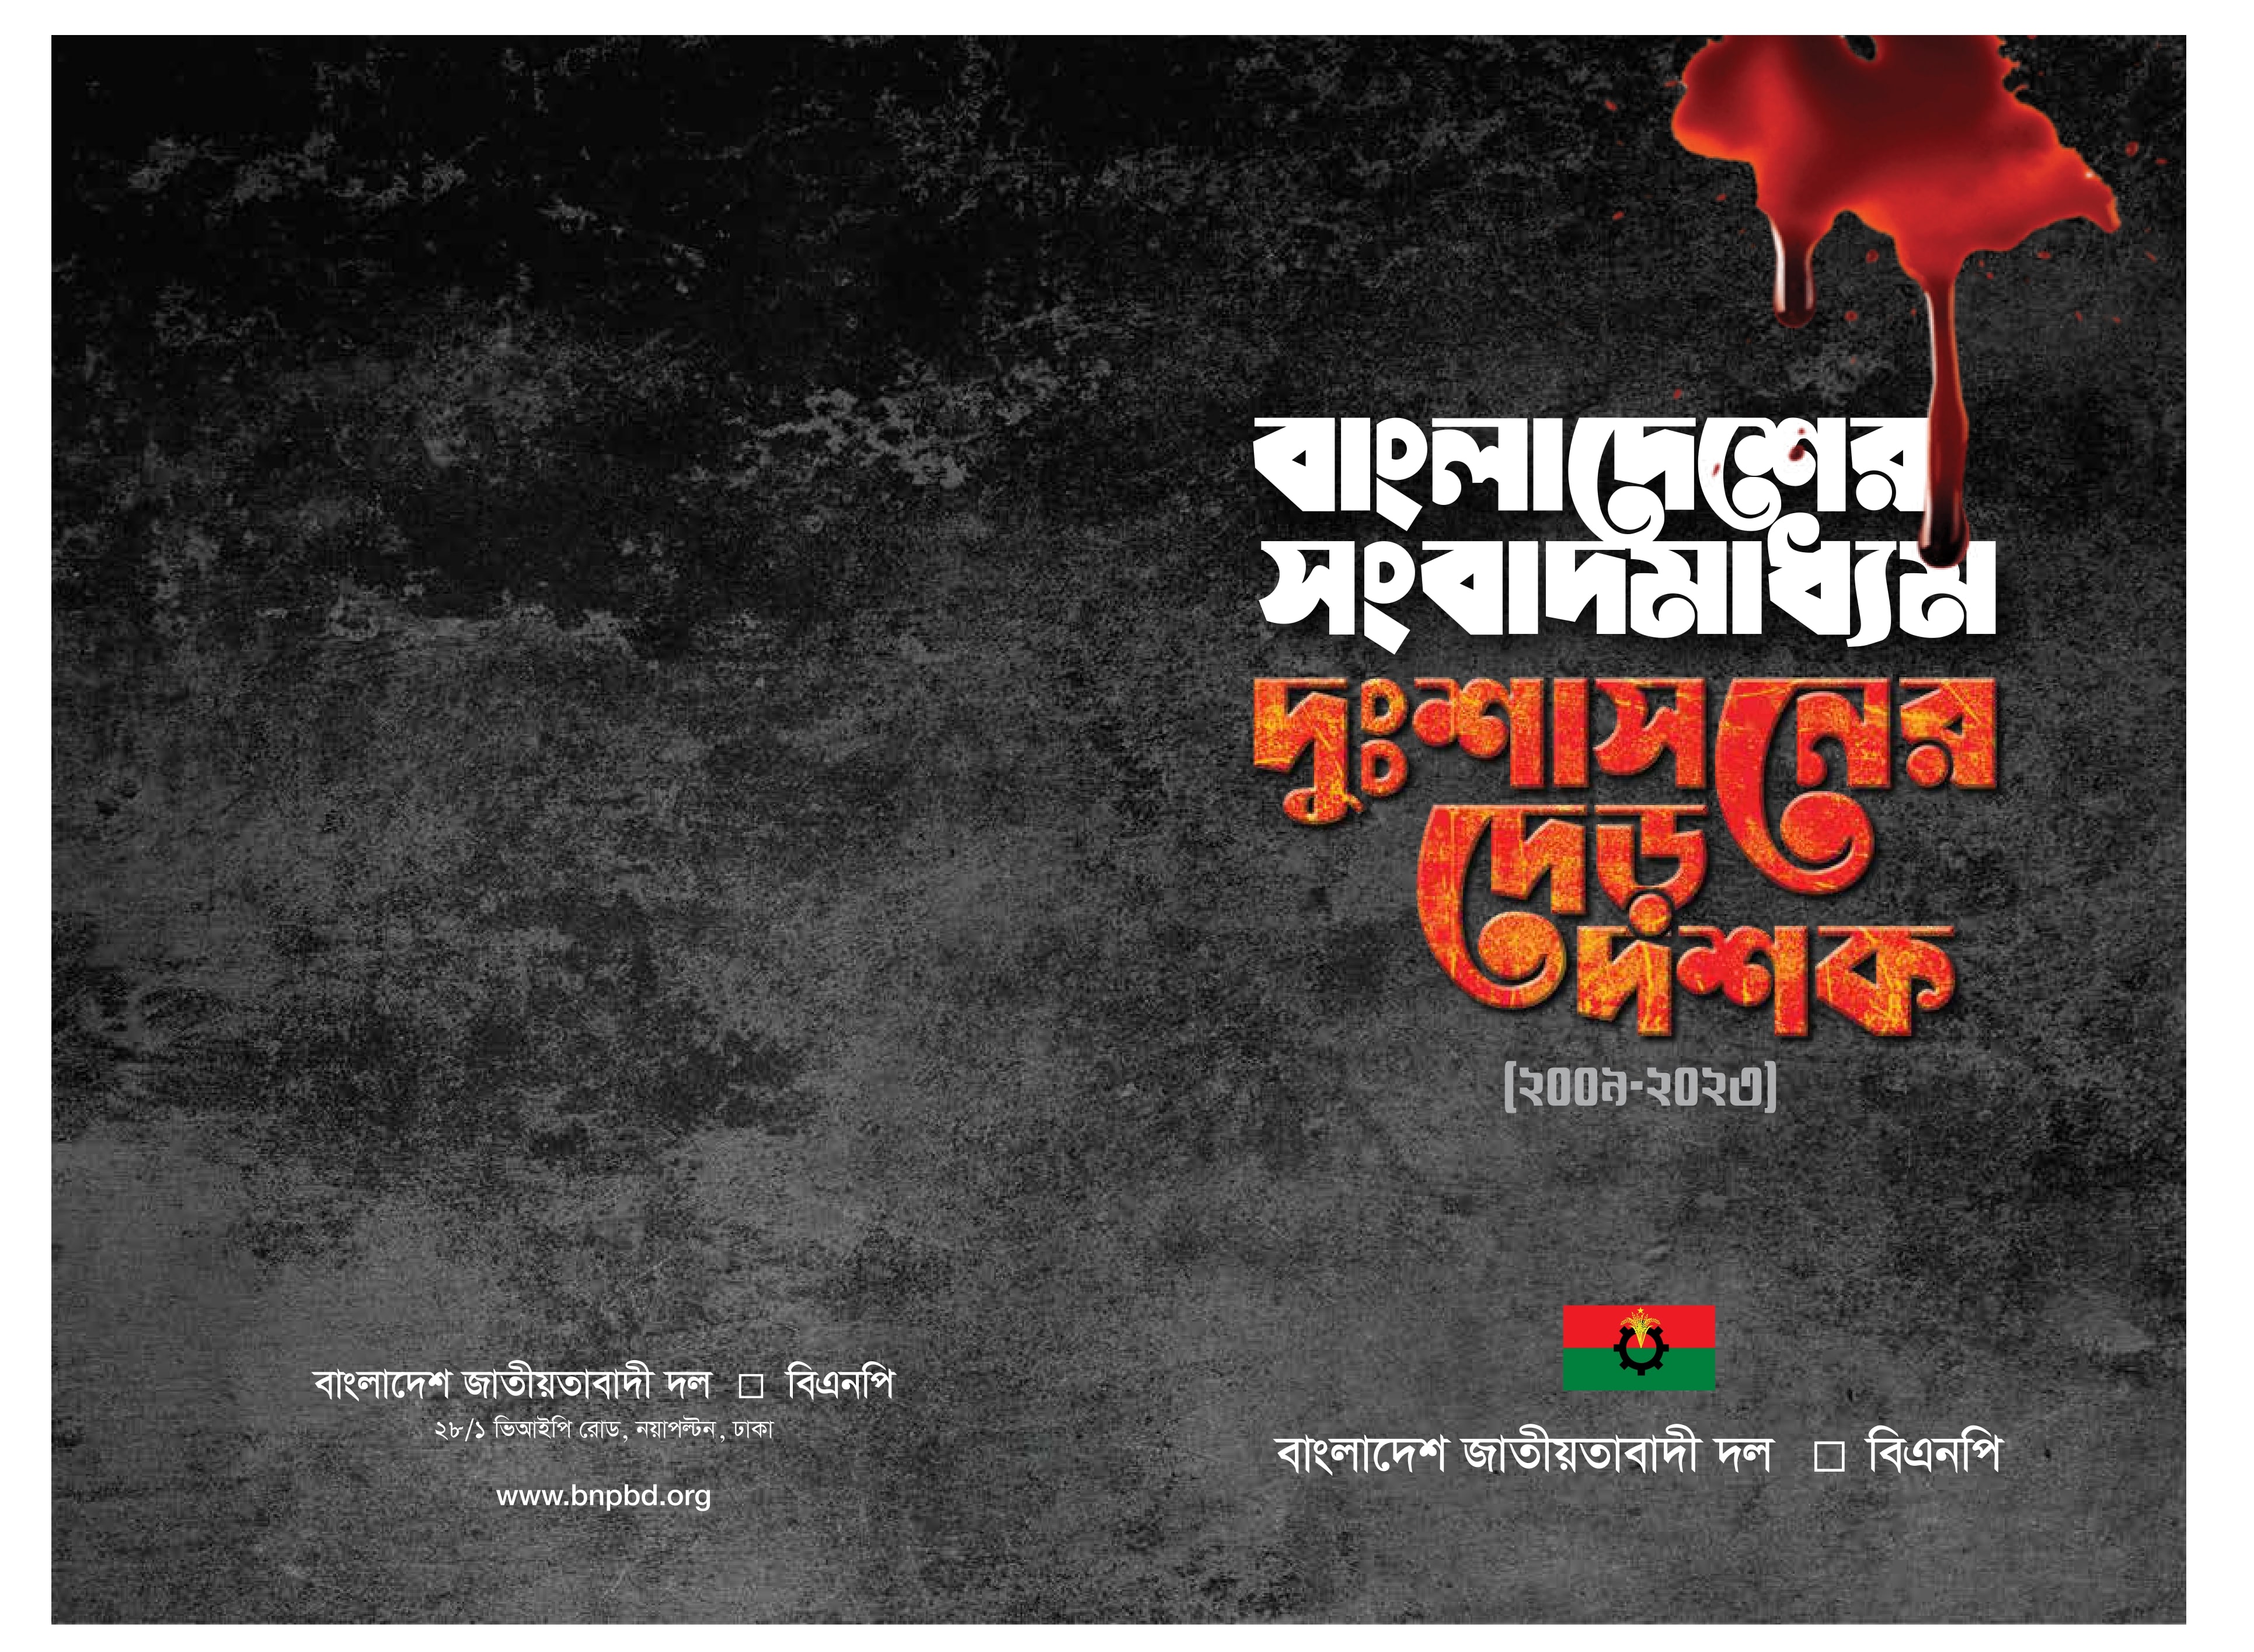 বাংলাদেশের
সংবাদমাধ্যম
দুঃশাসনের
দেড়
দশক
(২০০৯-২০২৩)
বাংলাদেশ জাতীয়তাবাদী দল □ বিএনপি
বাংলাদেশ জাতীয়তাবাদী দল □ বিএনপি
২৮/১ ভিআইপি রোড, নয়াপল্টন, ঢাকা
www.bnpbd.org